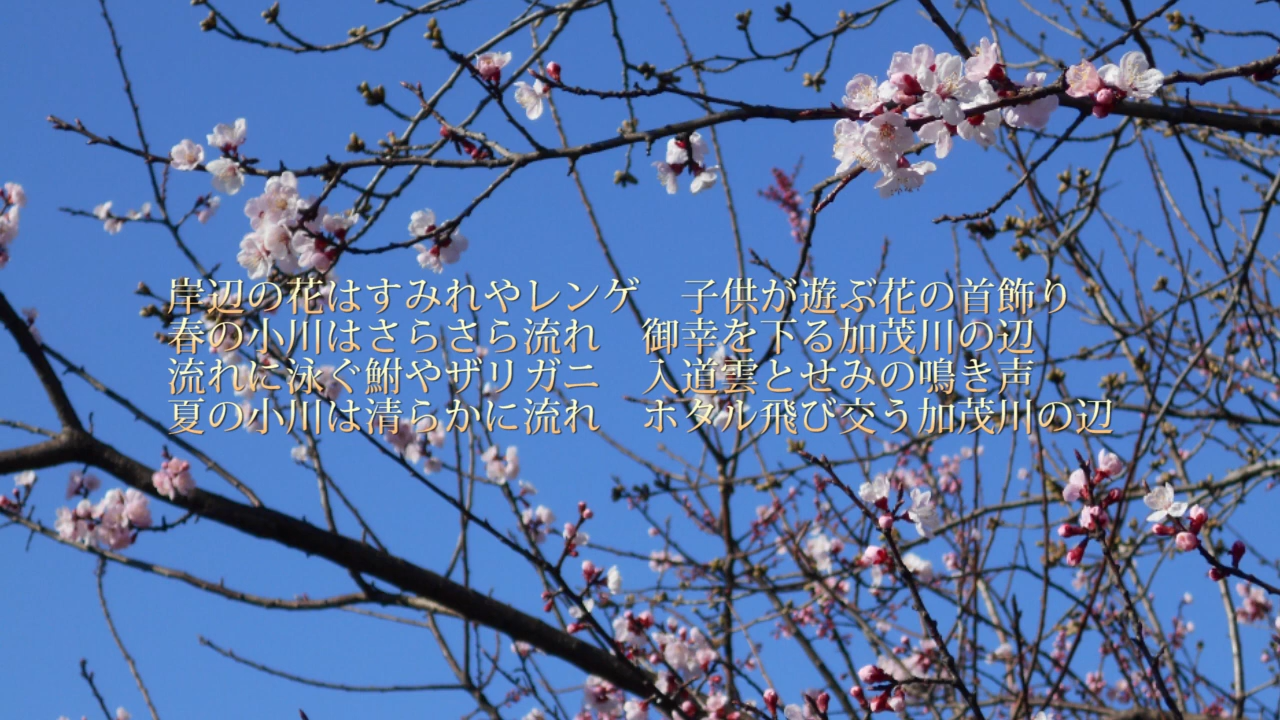 岸辺の花はすみれやレンゲ　子供が遊ぶ花の首飾り
春の小川はさらさら流れ　御幸を下る加茂川の辺
流れに泳ぐ鮒やザリガニ　入道雲とせみの鳴き声
夏の小川は清らかに流れ　ホタル飛び交う加茂川の辺